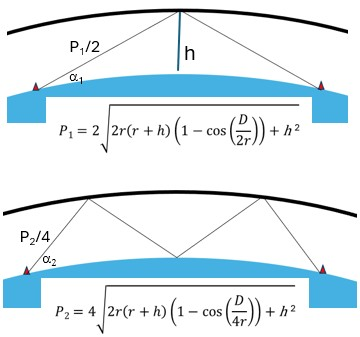 P₁/2
h
α₁
P₁ = 2√(2r(r + h)(1 − cos(D/2r)) + h²)
P₂/4
α₂
P₂ = 4√(2r(r + h)(1 − cos(D/4r)) + h²)